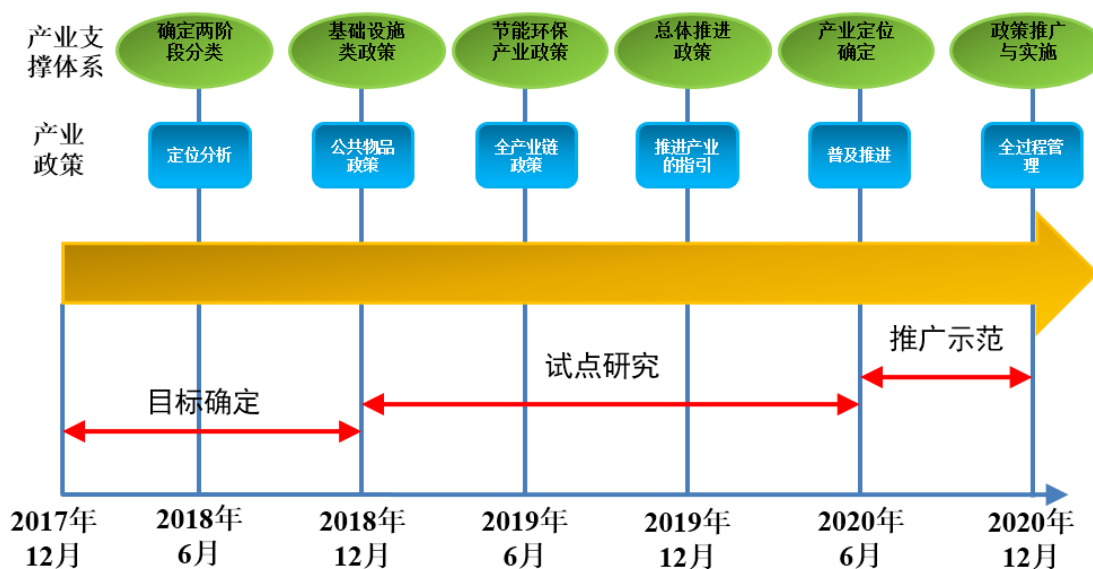 产业支
撑体系
确定两阶
段分类
基础设施
类政策
节能环保
产业政策
总体推进
政策
产业定位
确定
政策推广
与实施
产业
政策
定位分析
公共物品
政策
全产业链
政策
推进产业
的指引
普及推进
全过程管
理
推广示范
试点研究
目标确定
2017年
12月
2018年
6月
2018年
12月
2019年
6月
2019年
12月
2020年
6月
2020年
12月